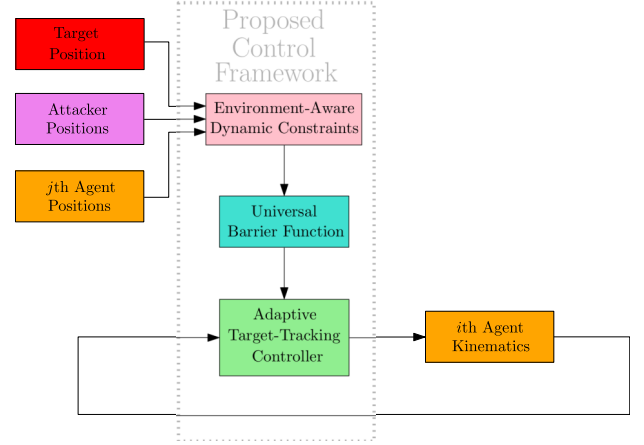 Proposed
Control
Framework
Target
Position
Attacker
Positions
jth Agent
Positions
Environment-Aware
Dynamic Constraints
Universal
Barrier Function
Adaptive
Target-Tracking
Controller
ith Agent
Kinematics